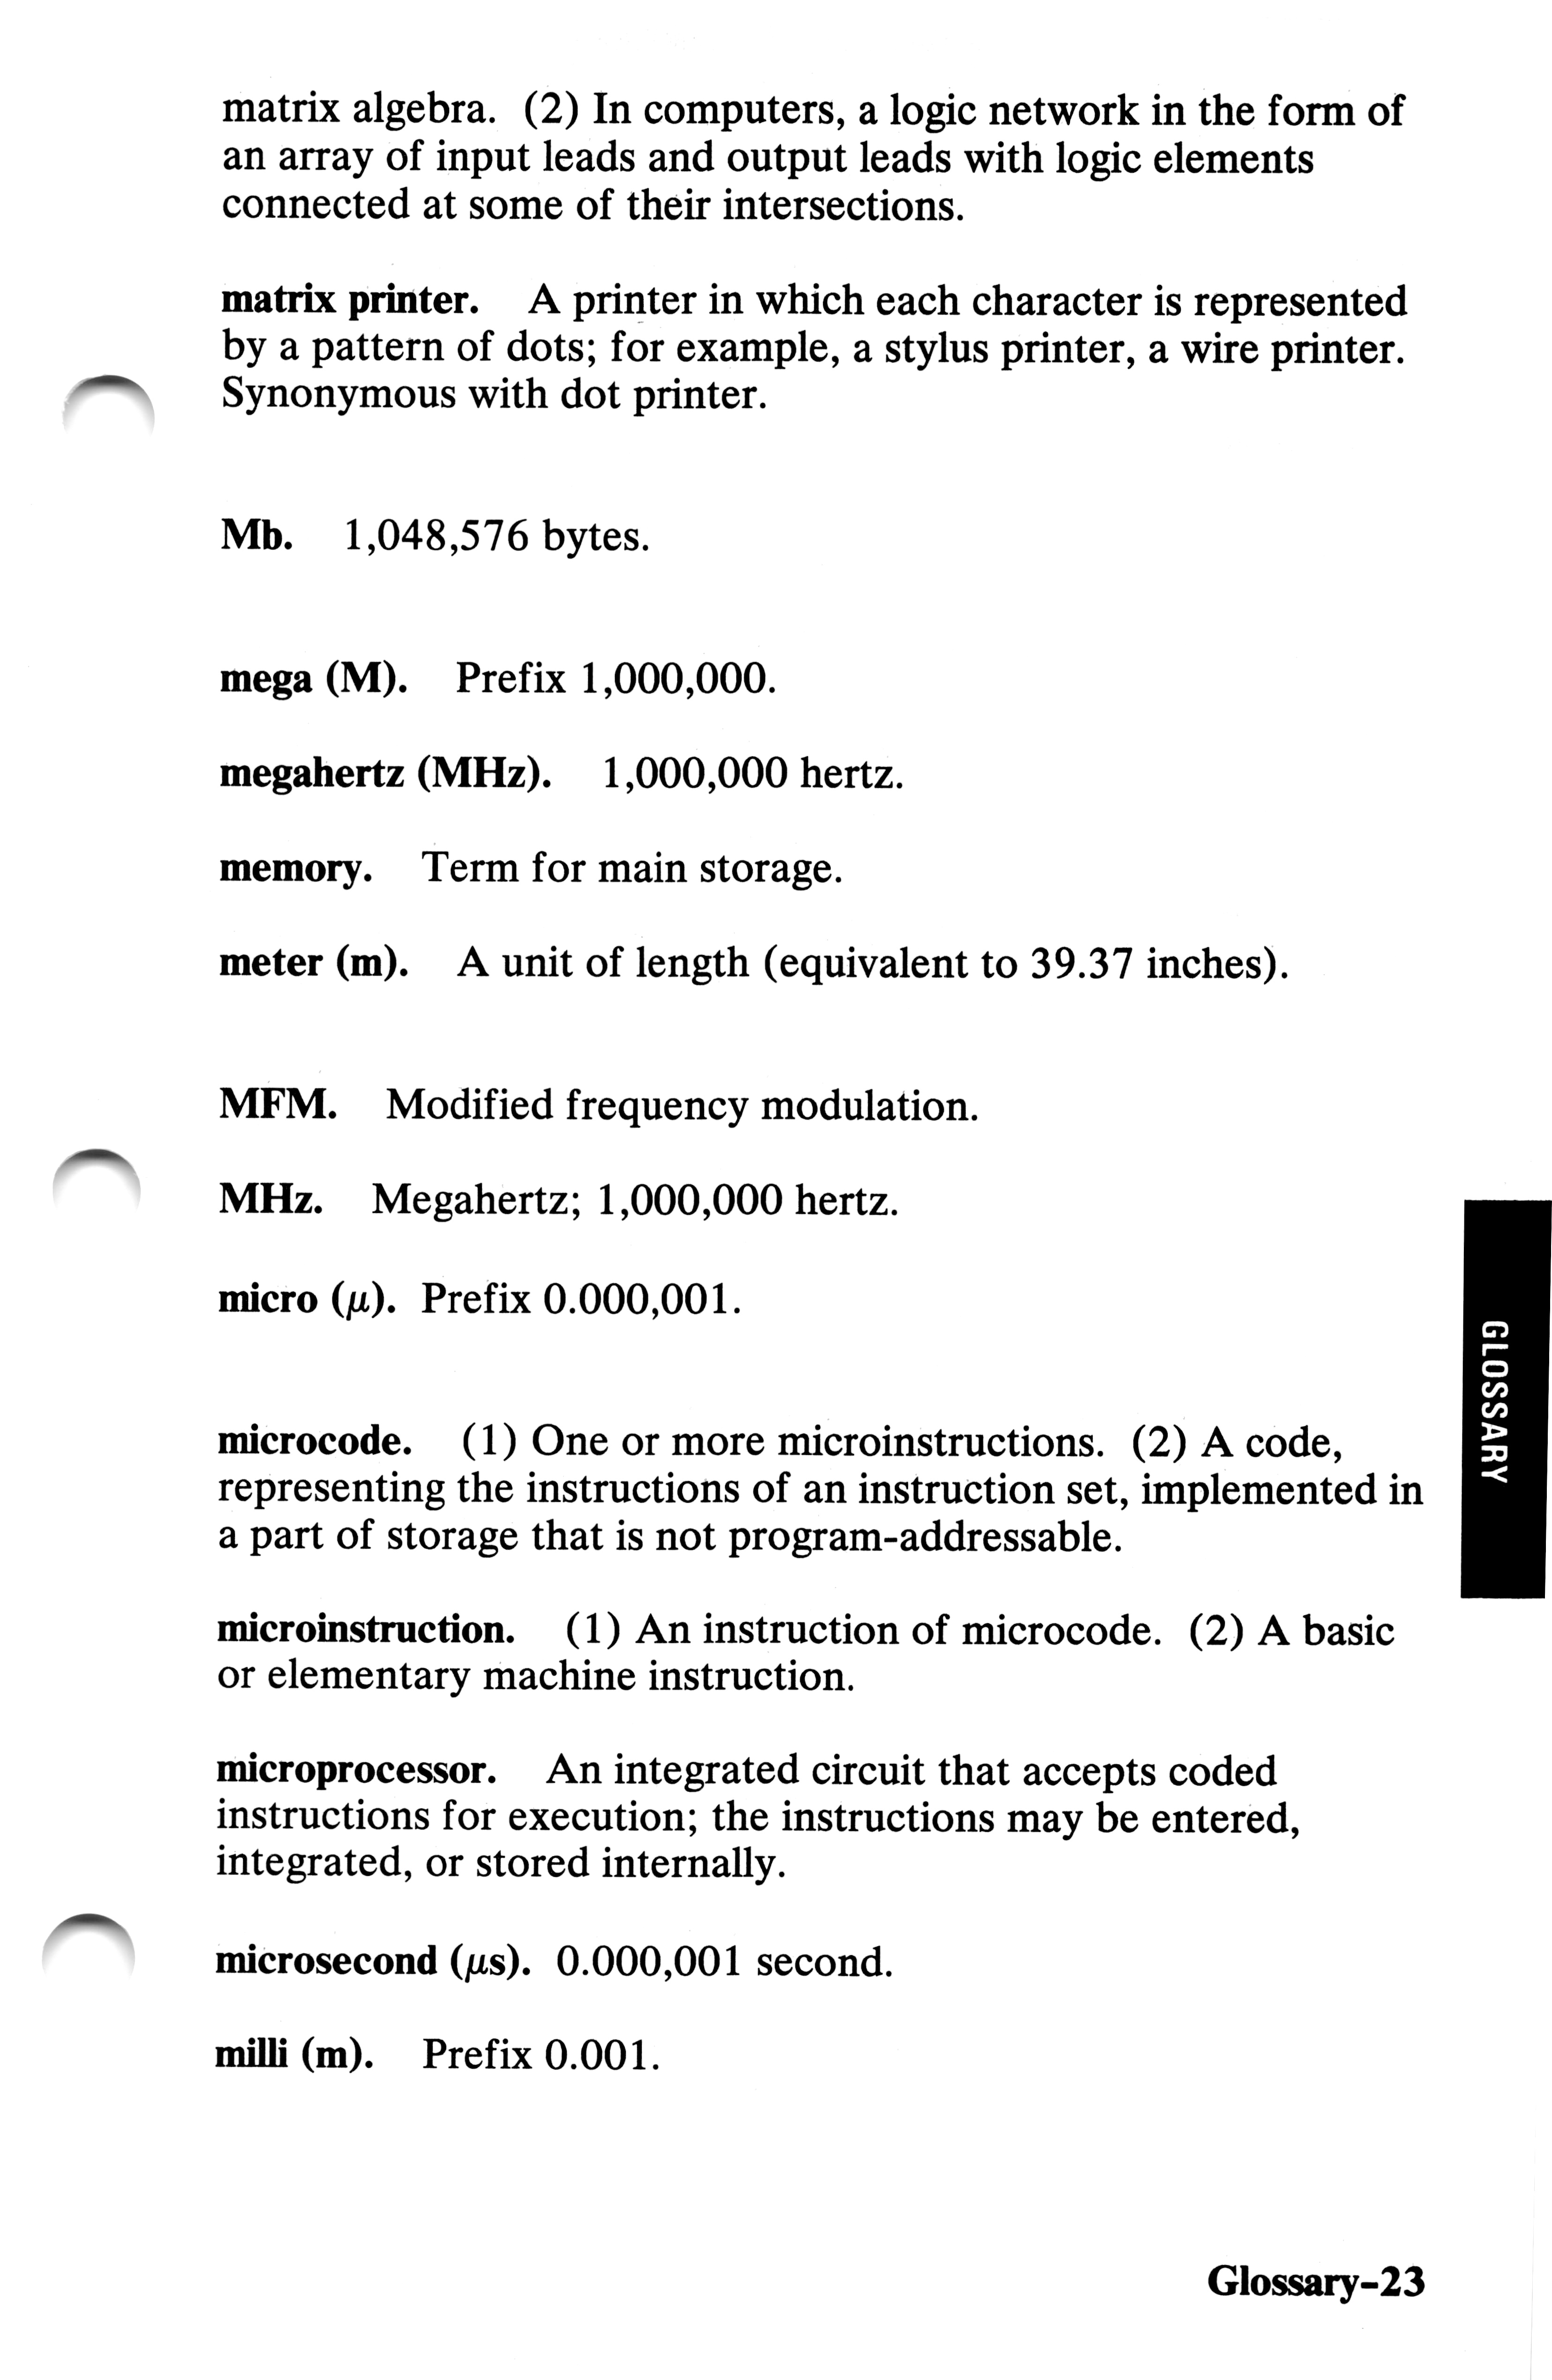 matrix algebra. (2) In computers, a logic network in the form of
an array of input leads and output leads with logic elements
connected at some of their intersections.
matrix printer. A printer in which each character is represented
by a pattern of dots; for example, a stylus printer, a wire printer.
Synonymous with dot printer.
Mb. 1,048,576 bytes.
mega (M). Prefix 1,000,000.
megahertz (MHz). 1,000,000 hertz.
memory. Term for main storage.
meter (m). A unit of length (equivalent to 39.37 inches).
MFM. Modified frequency modulation.
MHz. Megahertz; 1,000,000 hertz.
micro (μ). Prefix 0.000,001.
microcode. (1) One or more microinstructions. (2) A code,
representing the instructions of an instruction set, implemented in
a part of storage that is not program-addressable.
microinstruction. (1) An instruction of microcode. (2) A basic
or elementary machine instruction.
microprocessor. An integrated circuit that accepts coded
instructions for execution; the instructions may be entered,
integrated, or stored internally.
microsecond (μs). 0.000,001 second.
milli (m). Prefix 0.001.
GLOSSARY
Glossary-23